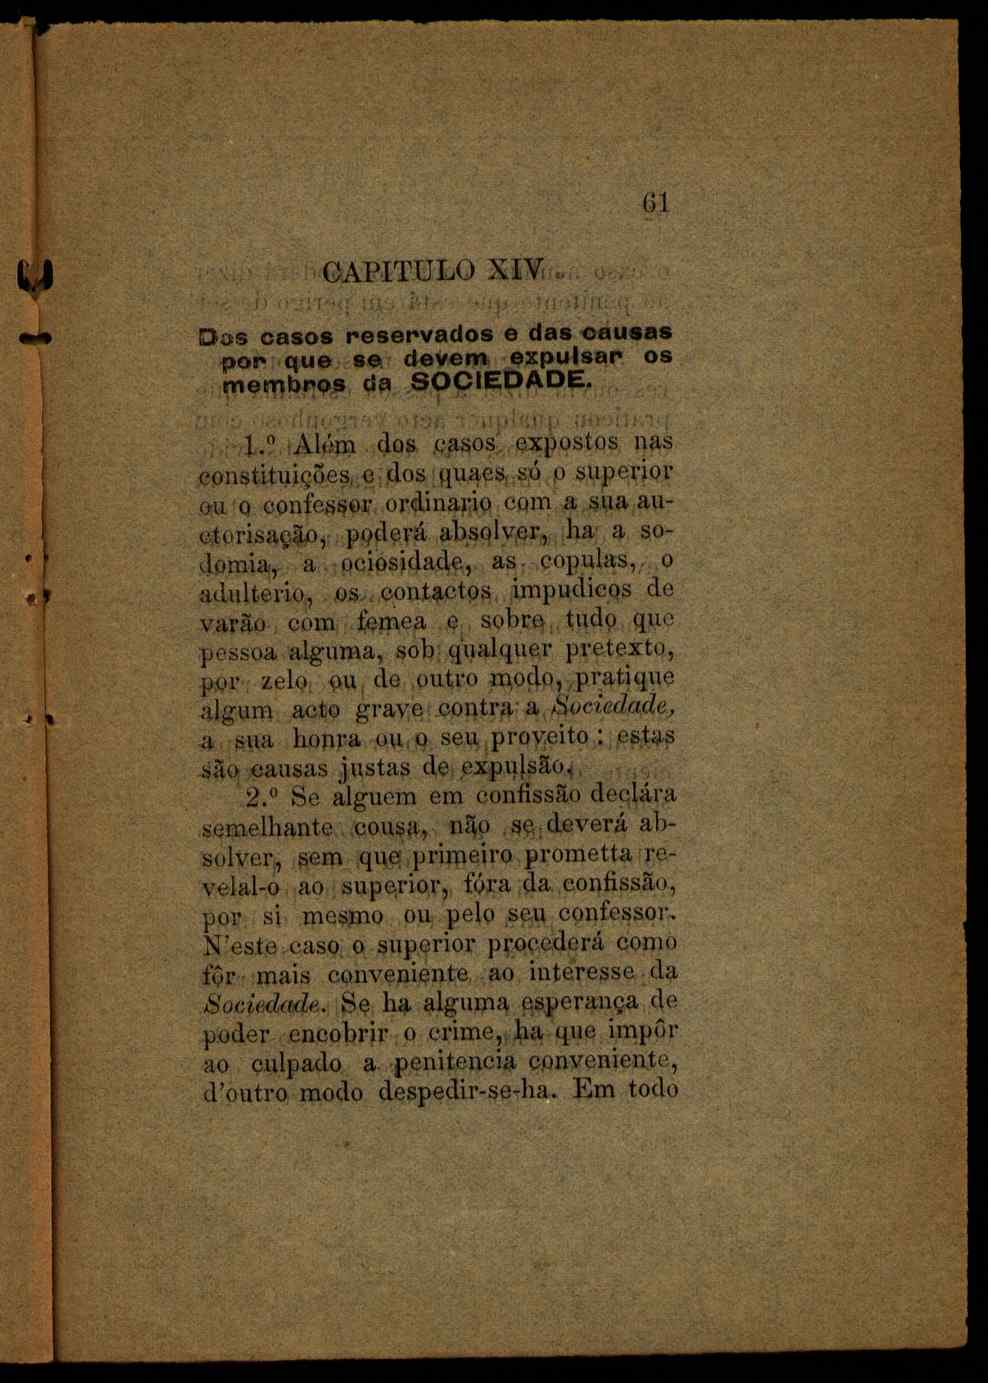 61
CAPITULO XIV
Dos casos reservados e das causas
por que se devem expulsar os
membros da SOCIEDADE.
1.º Além dos casos expostos nas
constituições e dos quaes só o superior
ou o confessor ordinario com a sua au-
ctorisação, poderá absolver, ha a so-
domia, a ociosidade, as copulas, o
adulterio, os contactos impudicos de
varão com femea e sobre tudo que
pessoa alguma, sob qualquer pretexto,
por zelo ou de outro modo, pratique
algum acto grave contra a Sociedade,
a sua honra ou o seu proveito : estas
são causas justas de expulsão.
2.º Se alguem em confissão declára
semelhante cousa, não se deverá ab-
solver, sem que primeiro prometta re-
velal-o ao superior, fóra da confissão,
por si mesmo ou pelo seu confessor.
N'este caso o superior procederá como
fôr mais conveniente ao interesse da
Sociedade. Se ha alguma esperança de
poder encobrir o crime, ha que impôr
ao culpado a penitencia conveniente,
d'outro modo despedir-se-ha. Em todo